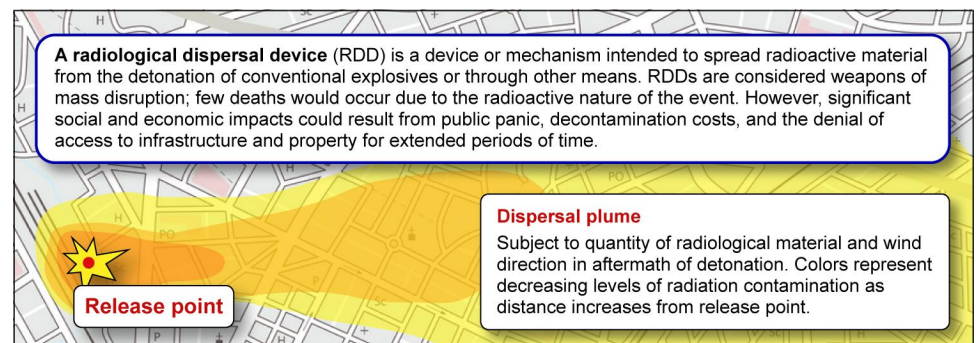 H
A radiological dispersal device (RDD) is a device or mechanism intended to spread radioactive material
from the detonation of conventional explosives or through other means. RDDs are considered weapons of
mass disruption; few deaths would occur due to the radioactive nature of the event. However, significant
social and economic impacts could result from public panic, decontamination costs, and the denial of
access to infrastructure and property for extended periods of time.
H
PO
H
PO
Dispersal plume
Subject to quantity of radiological material and wind
direction in aftermath of detonation. Colors represent
decreasing levels of radiation contamination as
distance increases from release point.
Release point
P
Sc
P
H